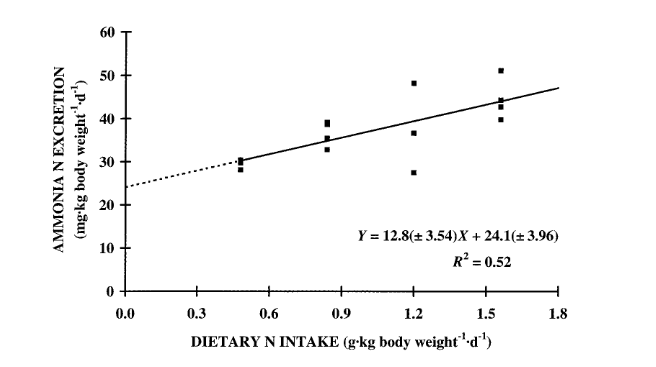 60
50
40
30
20
10
0
AMMONIA N EXCRETION
(mg·kg body weight⁻¹·d⁻¹)
Y = 12.8(± 3.54)X + 24.1(± 3.96)
R² = 0.52
0.0 0.3 0.6 0.9 1.2 1.5 1.8
DIETARY N INTAKE (g·kg body weight⁻¹·d⁻¹)